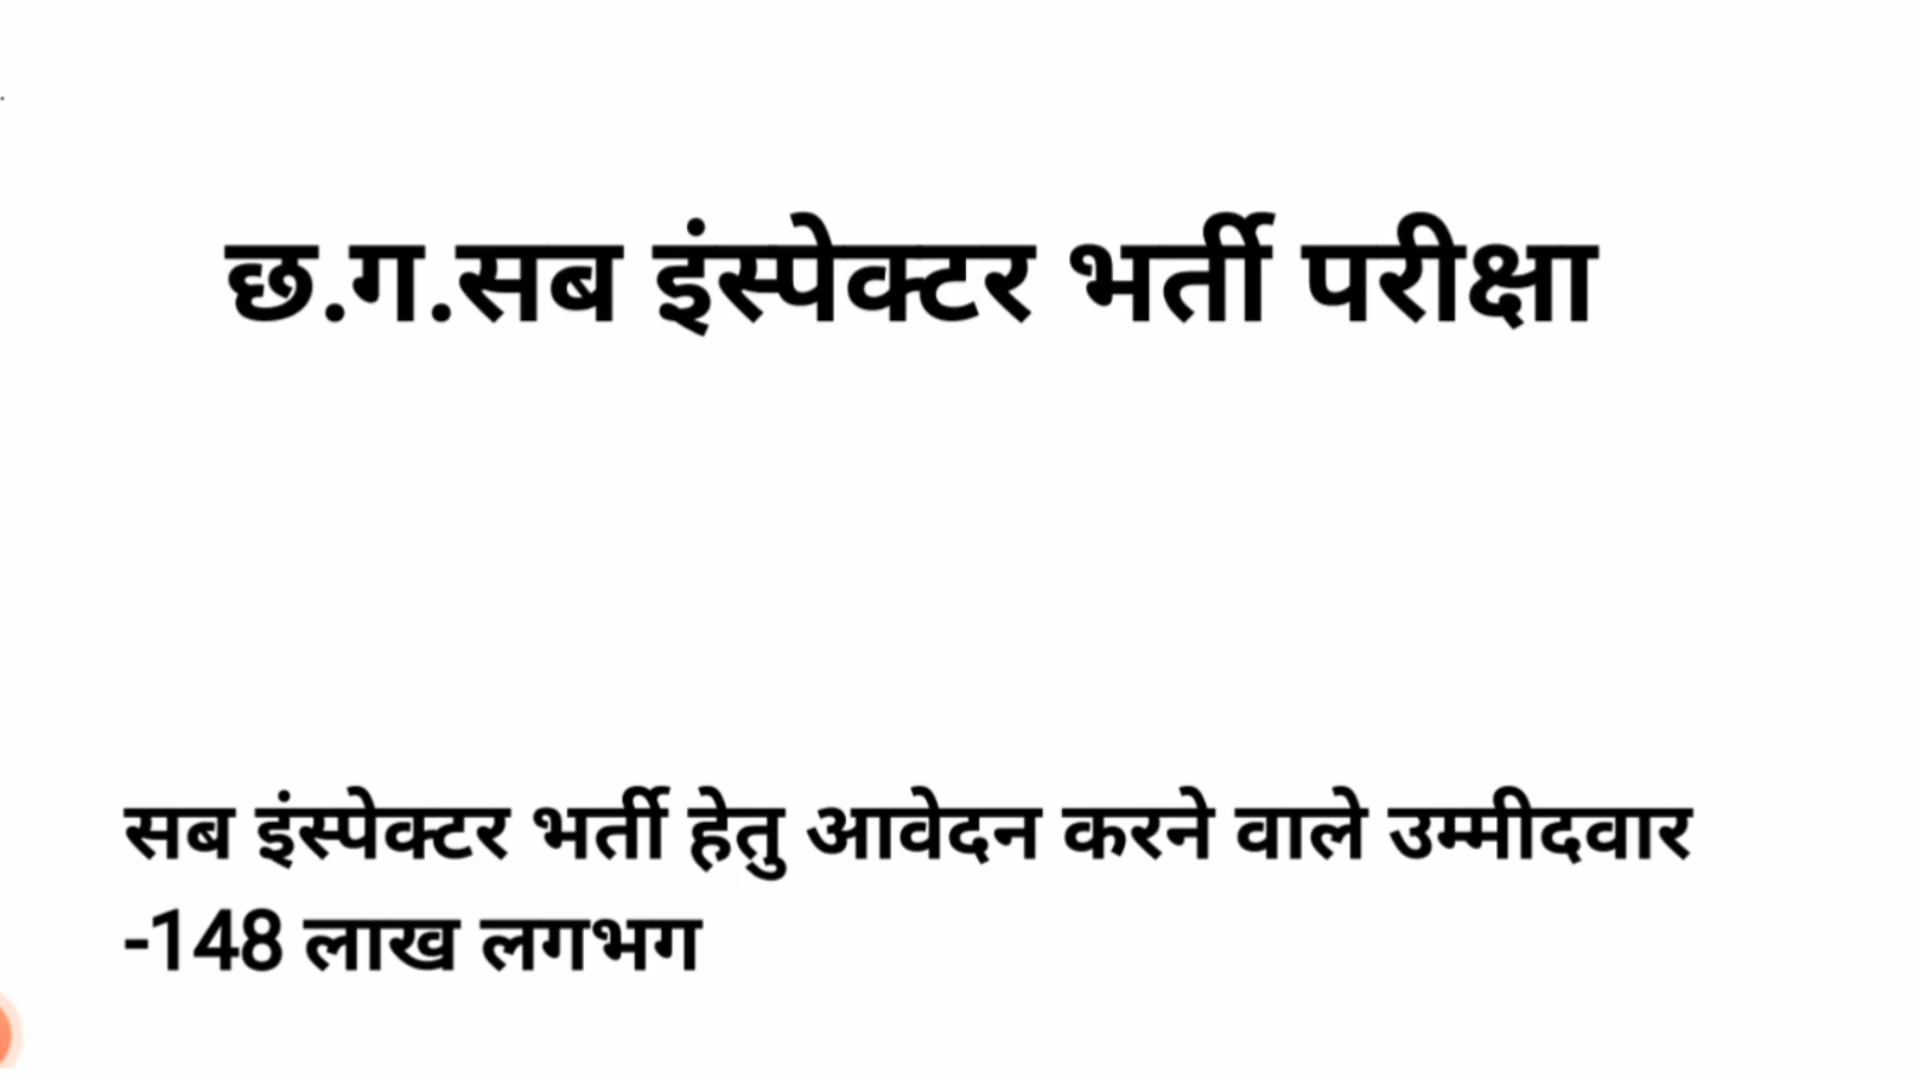 छ.ग.सब इंस्पेक्टर भर्ती परीक्षा
सब इंस्पेक्टर भर्ती हेतु आवेदन करने वाले उम्मीदवार
-148 लाख लगभग